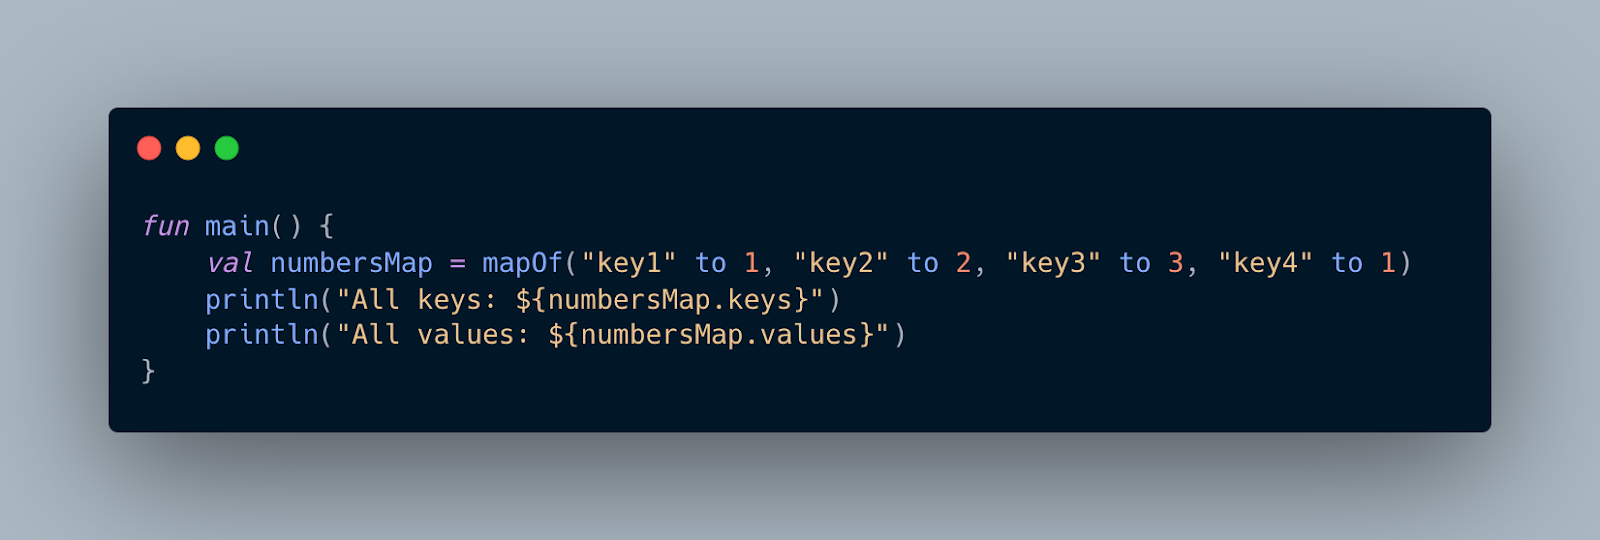 fun main() {
    val numbersMap = mapOf("key1" to 1, "key2" to 2, "key3" to 3, "key4" to 1)
    println("All keys: ${numbersMap.keys}")
    println("All values: ${numbersMap.values}")
}